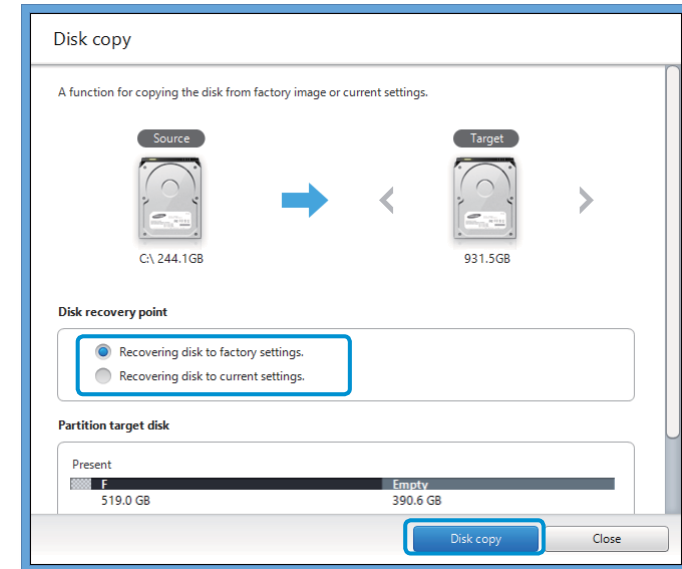 Disk copy
A function for copying the disk from factory image or current settings.
Source
Target
C:\ 244.1GB
931.5GB
Disk recovery point
Recovering disk to factory settings.
Recovering disk to current settings.
Partition target disk
Present
F
Empty
519.0 GB
390.6 GB
Disk copy
Close